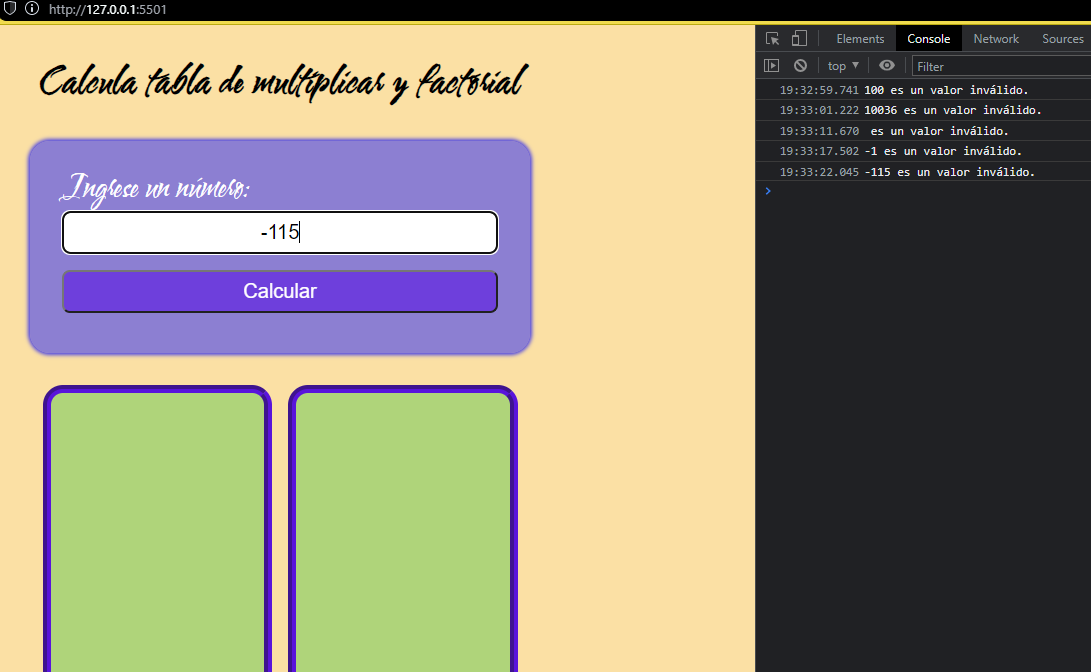 http://127.0.0.1:5501
Calcula tabla de multiplicar y factorial
Ingrese un número:
-115
Calcular
Elements Console Network Sources
top ▼ Filter
19:32:59.741 100 es un valor inválido.
19:33:01.222 10036 es un valor inválido.
19:33:11.670  es un valor inválido.
19:33:17.502 -1 es un valor inválido.
19:33:22.045 -115 es un valor inválido.